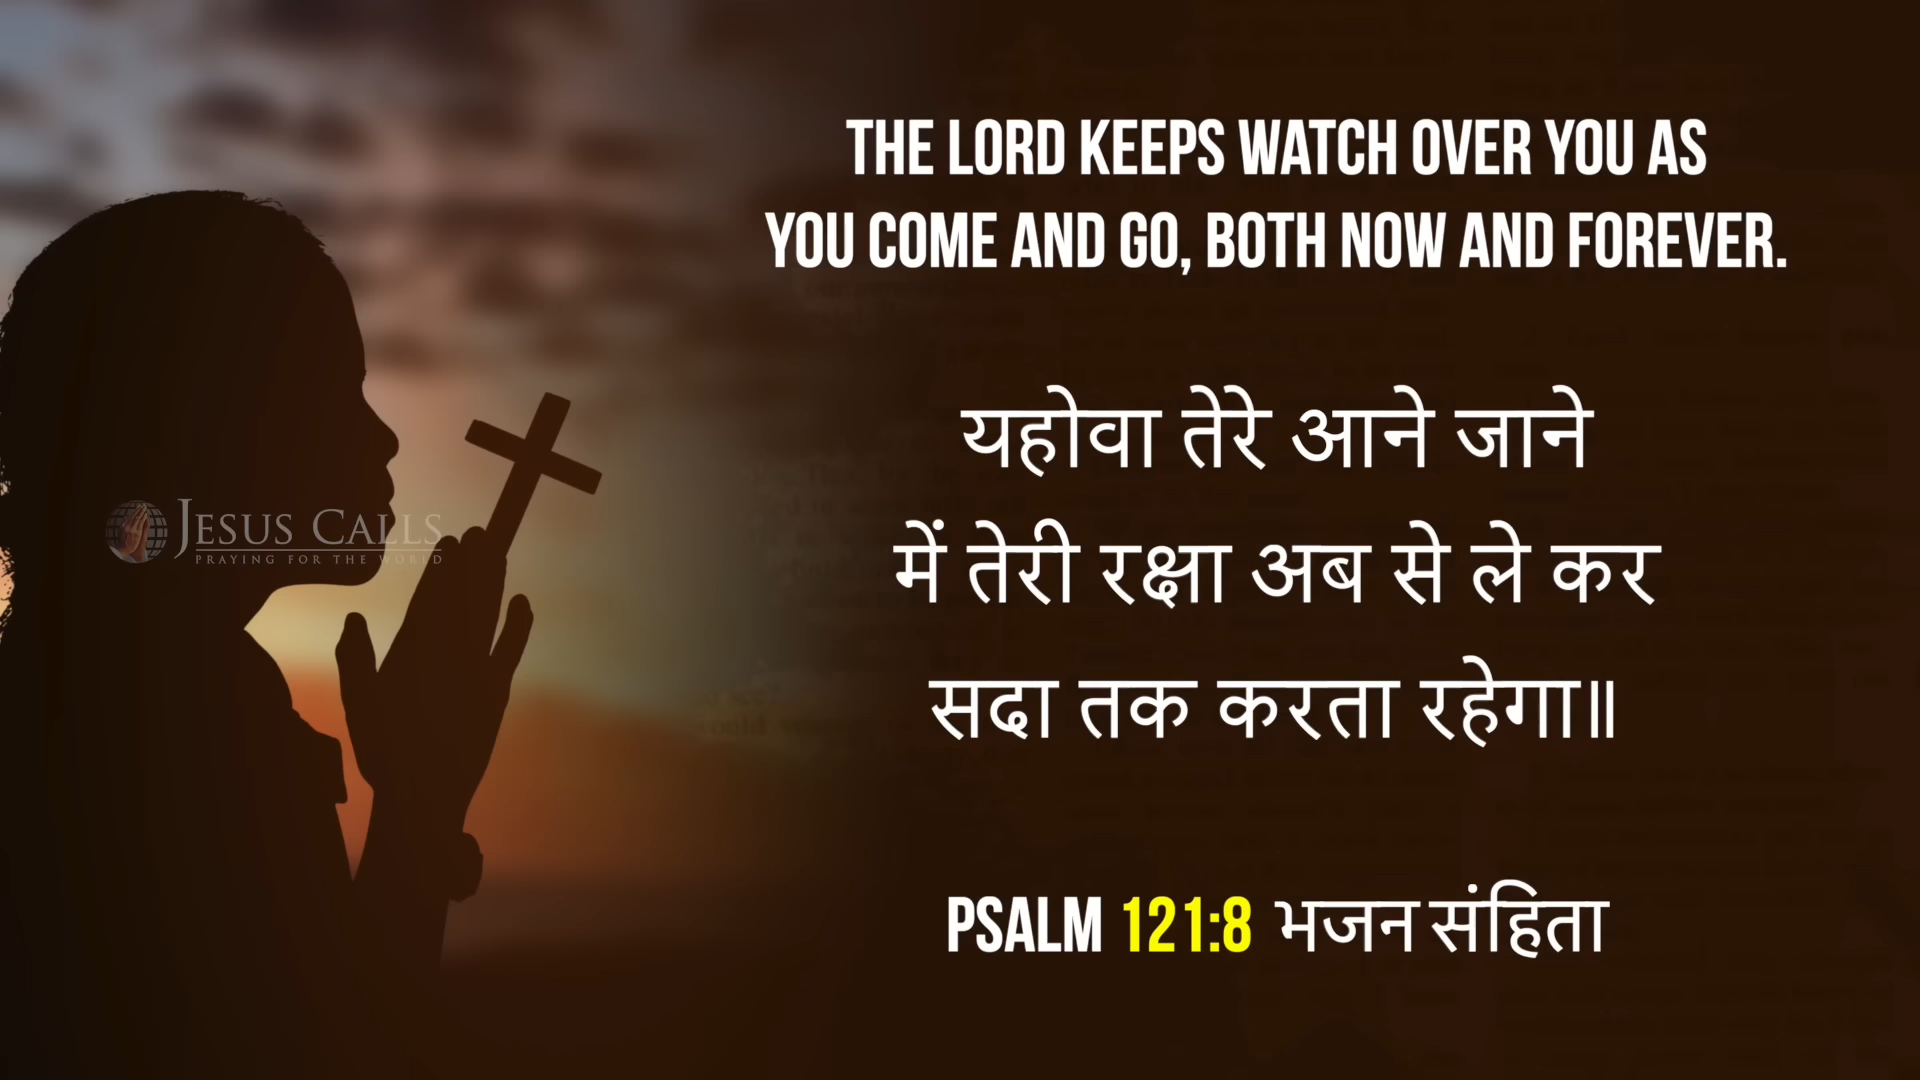 THE LORD KEEPS WATCH OVER YOU AS
YOU COME AND GO, BOTH NOW AND FOREVER.
यहोवा तेरे आने जाने
में तेरी रक्षा अब से ले कर
सदा तक करता रहेगा॥
PSALM 121:8 भजन संहिता
JESUS CALLS
PRAYING FOR THE WORLD